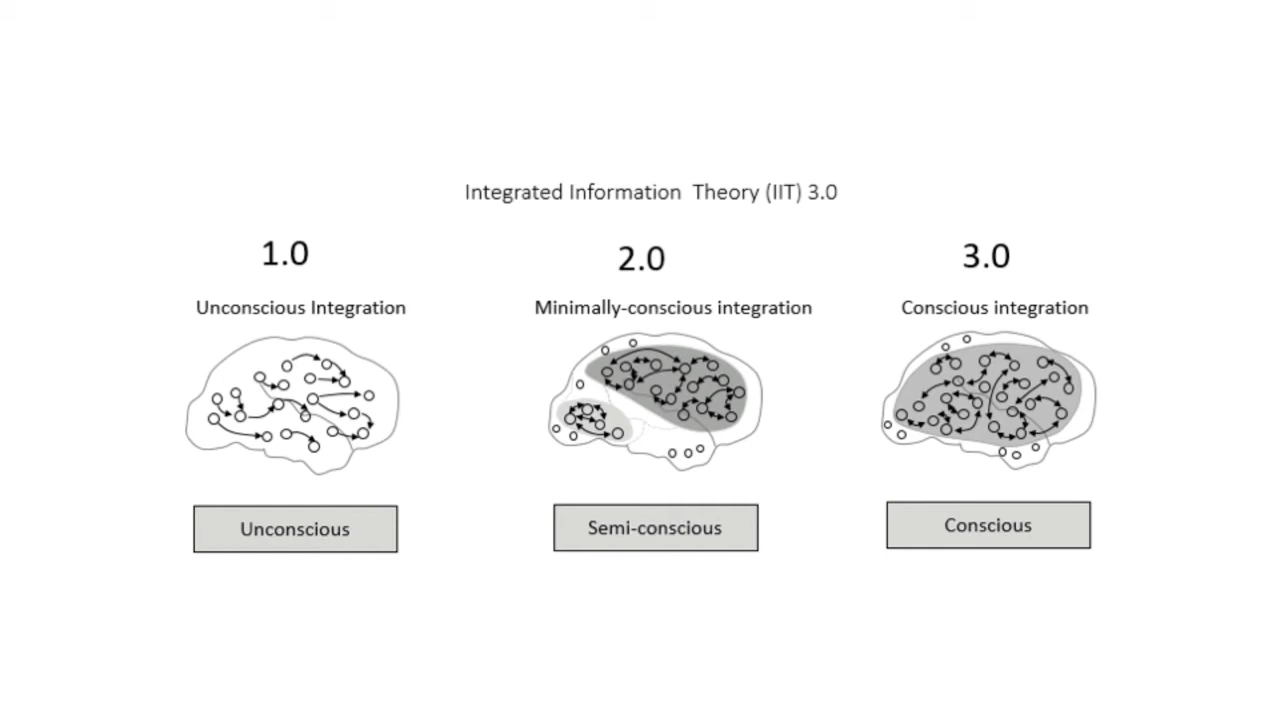 Integrated Information Theory (IIT) 3.0
1.0
2.0
3.0
Unconscious Integration
Minimally-conscious integration
Conscious integration
Unconscious
Semi-conscious
Conscious